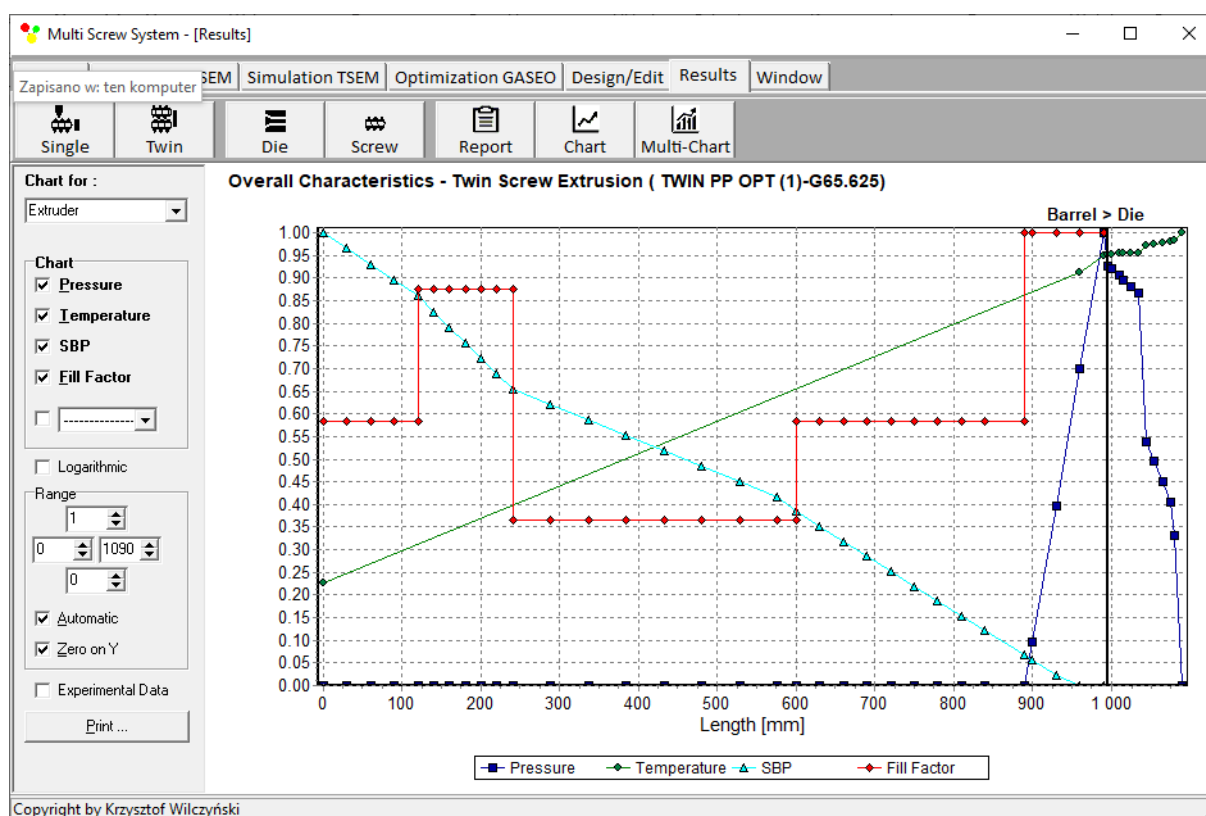 Multi Screw System - [Results]
SEM Simulation TSEM Optimization GASEO Design/Edit Results Window
Zapisano w: ten komputer
Single Twin Die Screw Report Chart Multi-Chart
Chart for :
Extruder
Chart
Pressure
Temperature
SBP
Fill Factor
---------------
Logarithmic
Range
1
0 1090
0
Automatic
Zero on Y
Experimental Data
Print ...
Overall Characteristics - Twin Screw Extrusion ( TWIN PP OPT (1)-G65.625)
Barrel > Die
1.00
0.95
0.90
0.85
0.80
0.75
0.70
0.65
0.60
0.55
0.50
0.45
0.40
0.35
0.30
0.25
0.20
0.15
0.10
0.05
0.00
0 100 200 300 400 500 600 700 800 900 1 000
Length [mm]
Pressure Temperature SBP Fill Factor
Copyright by Krzysztof Wilczyński